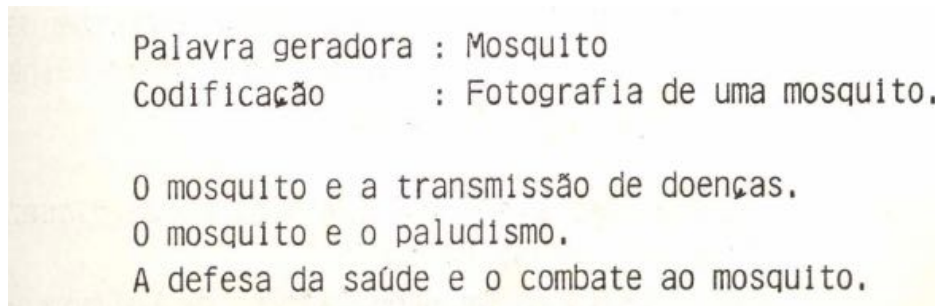 Palavra geradora : Mosquito
Codificação : Fotografia de uma mosquito.
O mosquito e a transmissão de doenças.
O mosquito e o paludismo.
A defesa da saúde e o combate ao mosquito.